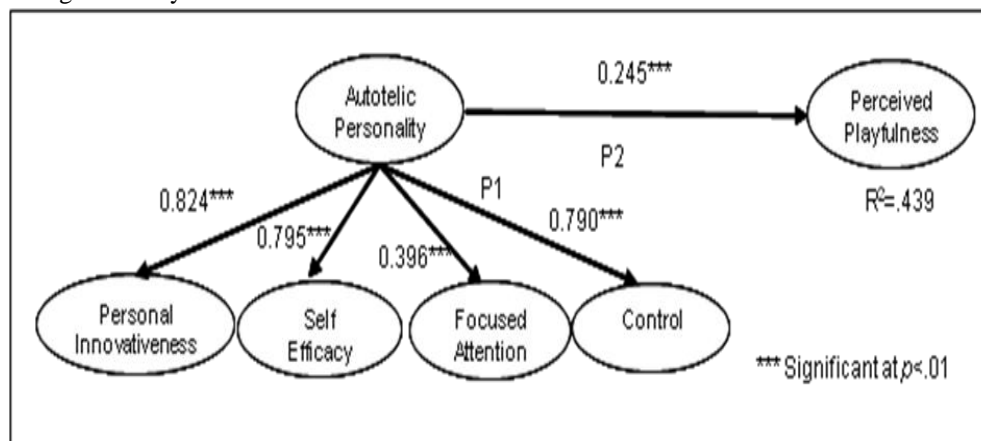 0.245***
Autotelic
Personality
Perceived
Playfulness
P2
R²=.439
P1
0.824***
0.795***
0.396***
0.790***
Personal
Innovativeness
Self
Efficacy
Focused
Attention
Control
*** Significant at p<.01